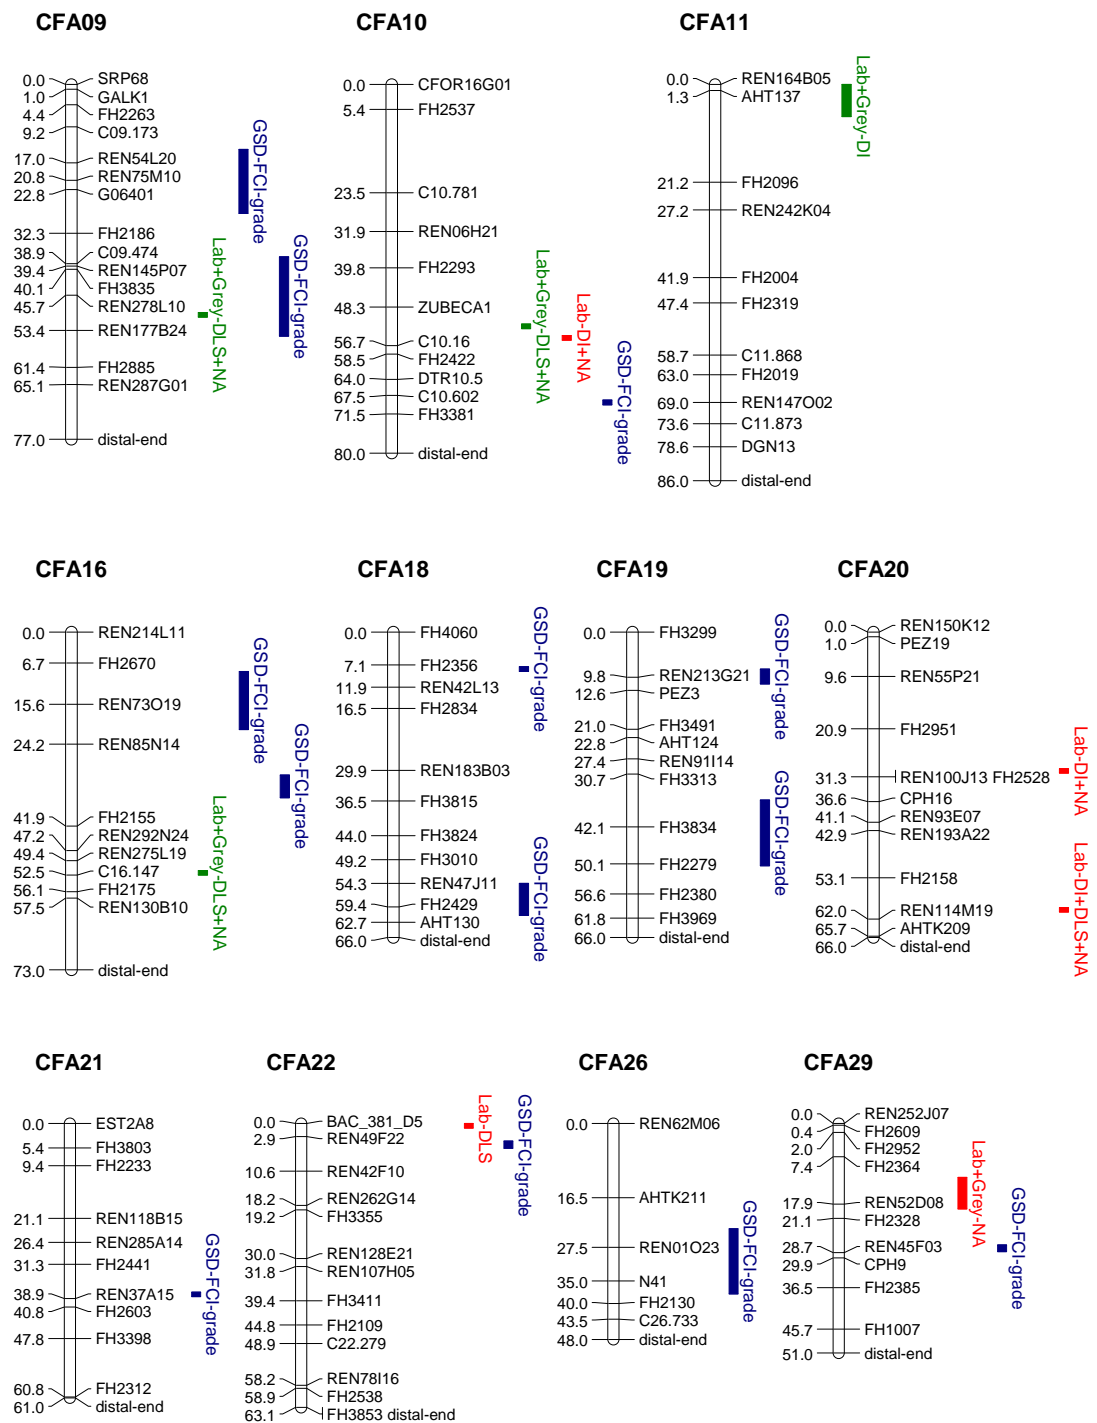 CFA09
0.0 SRP68
1.0 GALK1
4.4 FH2263
9.2 C09.173
17.0 REN54L20
20.8 REN75M10
22.8 G06401
32.3 FH2186
38.9 C09.474
39.4 REN145P07
40.1 FH3835
45.7 REN278L10
53.4 REN177B24
61.4 FH2885
65.1 REN287G01
77.0 distal-end
Lab+Grey-DLS+NA
GSD-FCI-grade
GSD-FCI-grade
CFA10
0.0 CFOR16G01
5.4 FH2537
23.5 C10.781
31.9 REN06H21
39.8 FH2293
48.3 ZUBECA1
56.7 C10.16
58.5 FH2422
64.0 DTR10.5
67.5 C10.602
71.5 FH3381
80.0 distal-end
Lab+Grey-DLS+NA
Lab-DI+NA
GSD-FCI-grade
CFA11
0.0 REN164B05
1.3 AHT137
21.2 FH2096
27.2 REN242K04
41.9 FH2004
47.4 FH2319
58.7 C11.868
63.0 FH2019
69.0 REN147O02
73.6 C11.873
78.6 DGN13
86.0 distal-end
Lab+Grey-DI
CFA16
0.0 REN214L11
6.7 FH2670
15.6 REN73O19
24.2 REN85N14
41.9 FH2155
47.2 REN292N24
49.4 REN275L19
52.5 C16.147
56.1 FH2175
57.5 REN130B10
73.0 distal-end
Lab+Grey-DLS+NA
GSD-FCI-grade
GSD-FCI-grade
CFA18
0.0 FH4060
7.1 FH2356
11.9 REN42L13
16.5 FH2834
29.9 REN183B03
36.5 FH3815
44.0 FH3824
49.2 FH3010
54.3 REN47J11
59.4 FH2429
62.7 AHT130
66.0 distal-end
GSD-FCI-grade
GSD-FCI-grade
CFA19
0.0 FH3299
9.8 REN213G21
12.6 PEZ3
21.0 FH3491
22.8 AHT124
27.4 REN91I14
30.7 FH3313
42.1 FH3834
50.1 FH2279
56.6 FH2380
61.8 FH3969
66.0 distal-end
GSD-FCI-grade
GSD-FCI-grade
CFA20
0.0 REN150K12
1.0 PEZ19
9.6 REN55P21
20.9 FH2951
31.3 REN100J13 FH2528
36.6 CPH16
41.1 REN93E07
42.9 REN193A22
53.1 FH2158
62.0 REN114M19
65.7 AHTK209
66.0 distal-end
Lab-DI+NA
Lab-DI+DLS+NA
CFA21
0.0 EST2A8
5.4 FH3803
9.4 FH2233
21.1 REN118B15
26.4 REN285A14
31.3 FH2441
38.9 REN37A15
40.8 FH2603
47.8 FH3398
60.8 FH2312
61.0 distal-end
GSD-FCI-grade
CFA22
0.0 BAC_381_D5
2.9 REN49F22
10.6 REN42F10
18.2 REN262G14
19.2 FH3355
30.0 REN128E21
31.8 REN107H05
39.4 FH3411
44.8 FH2109
48.9 C22.279
58.2 REN78I16
58.9 FH2538
63.1 FH3853 distal-end
Lab-DLS
GSD-FCI-grade
CFA26
0.0 REN62M06
16.5 AHTK211
27.5 REN01O23
35.0 N41
40.0 FH2130
43.5 C26.733
48.0 distal-end
GSD-FCI-grade
CFA29
0.0 REN252J07
0.4 FH2609
2.0 FH2952
7.4 FH2364
17.9 REN52D08
21.1 FH2328
28.7 REN45F03
29.9 CPH9
36.5 FH2385
45.7 FH1007
51.0 distal-end
Lab+Grey-NA
GSD-FCI-grade